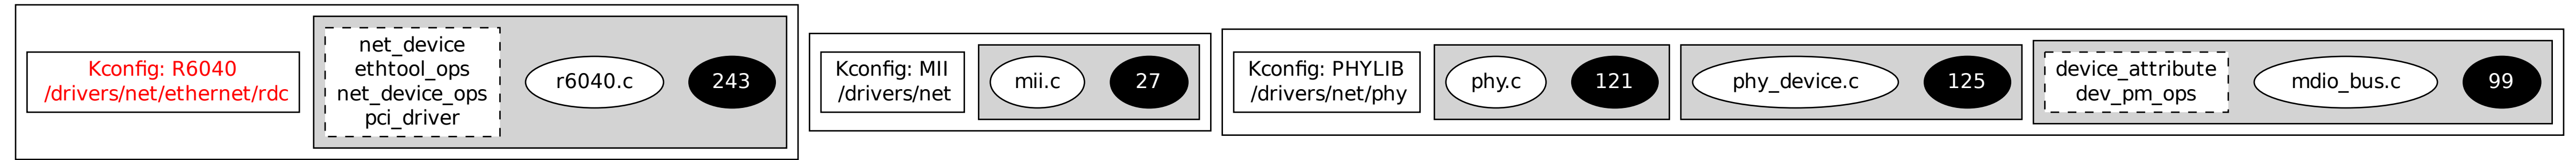 Kconfig: R6040
/drivers/net/ethernet/rdc
net_device
ethtool_ops
net_device_ops
pci_driver
r6040.c
243
Kconfig: MII
/drivers/net
mii.c
27
Kconfig: PHYLIB
/drivers/net/phy
phy.c
121
phy_device.c
125
device_attribute
dev_pm_ops
mdio_bus.c
99